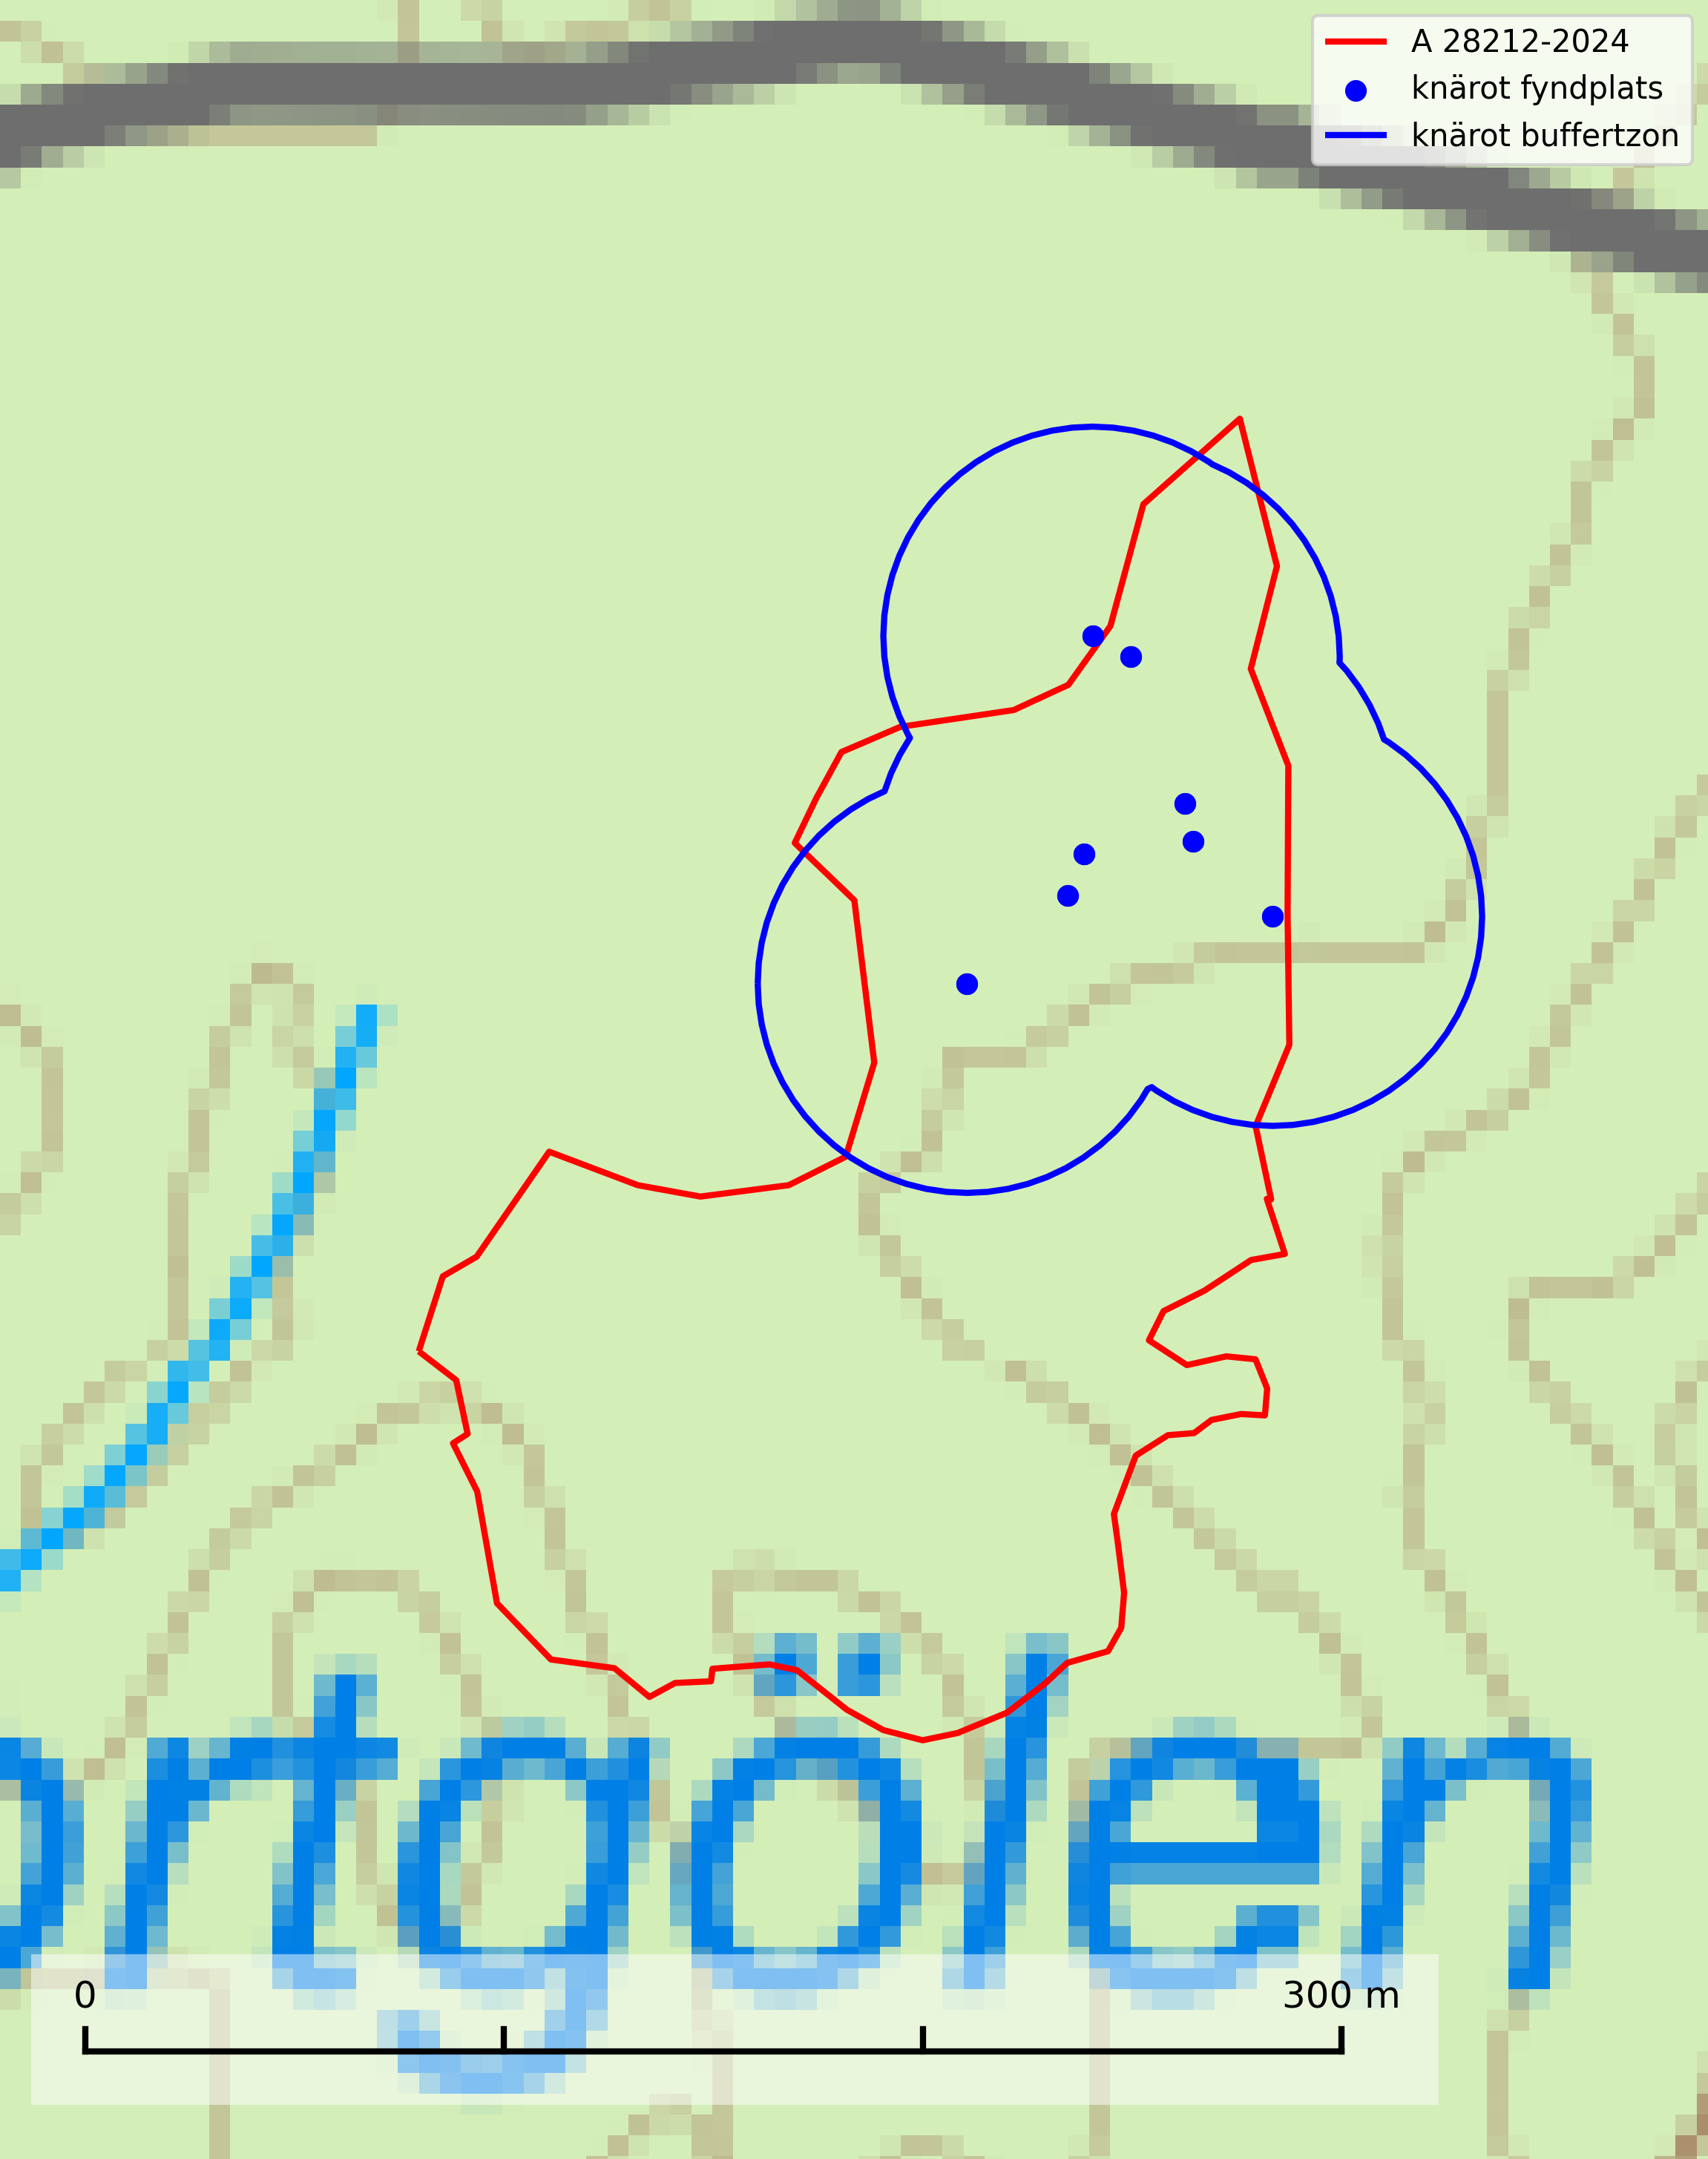 A 28212-2024
knärot fyndplats
knärot buffertzon
0 300 m